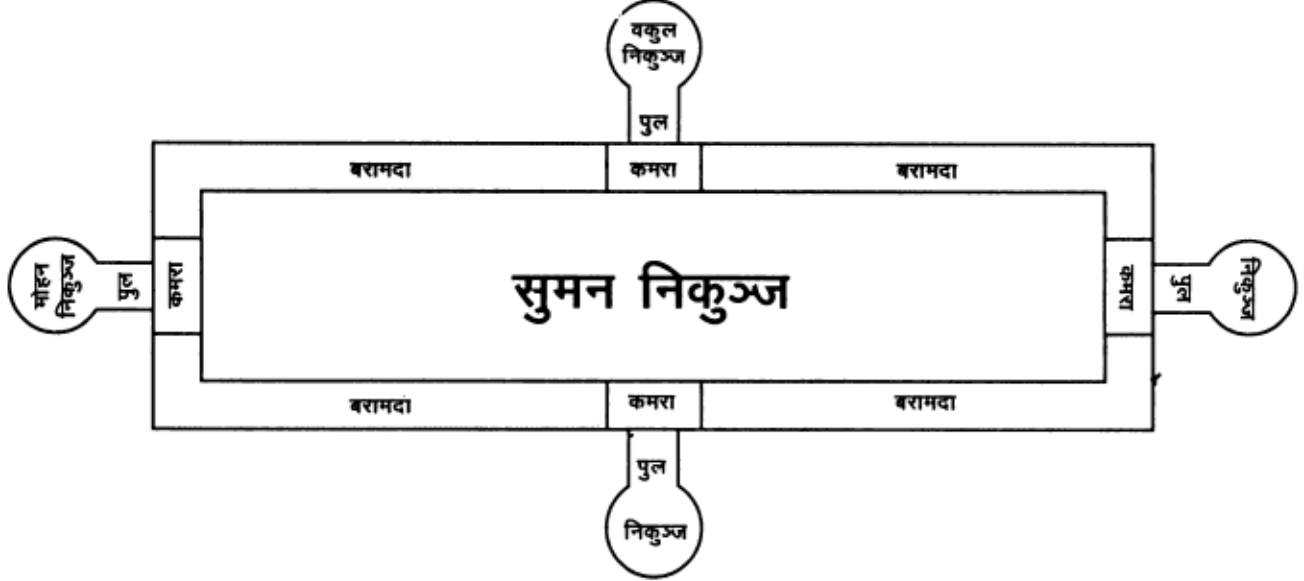 वकुल
निकुञ्ज
पुल
बरामदा
कमरा
बरामदा
मोहन
निकुञ्ज
पुल
कमरा
सुमन निकुञ्ज
कमरा
पुल
निकुञ्ज
बरामदा
कमरा
बरामदा
पुल
निकुञ्ज